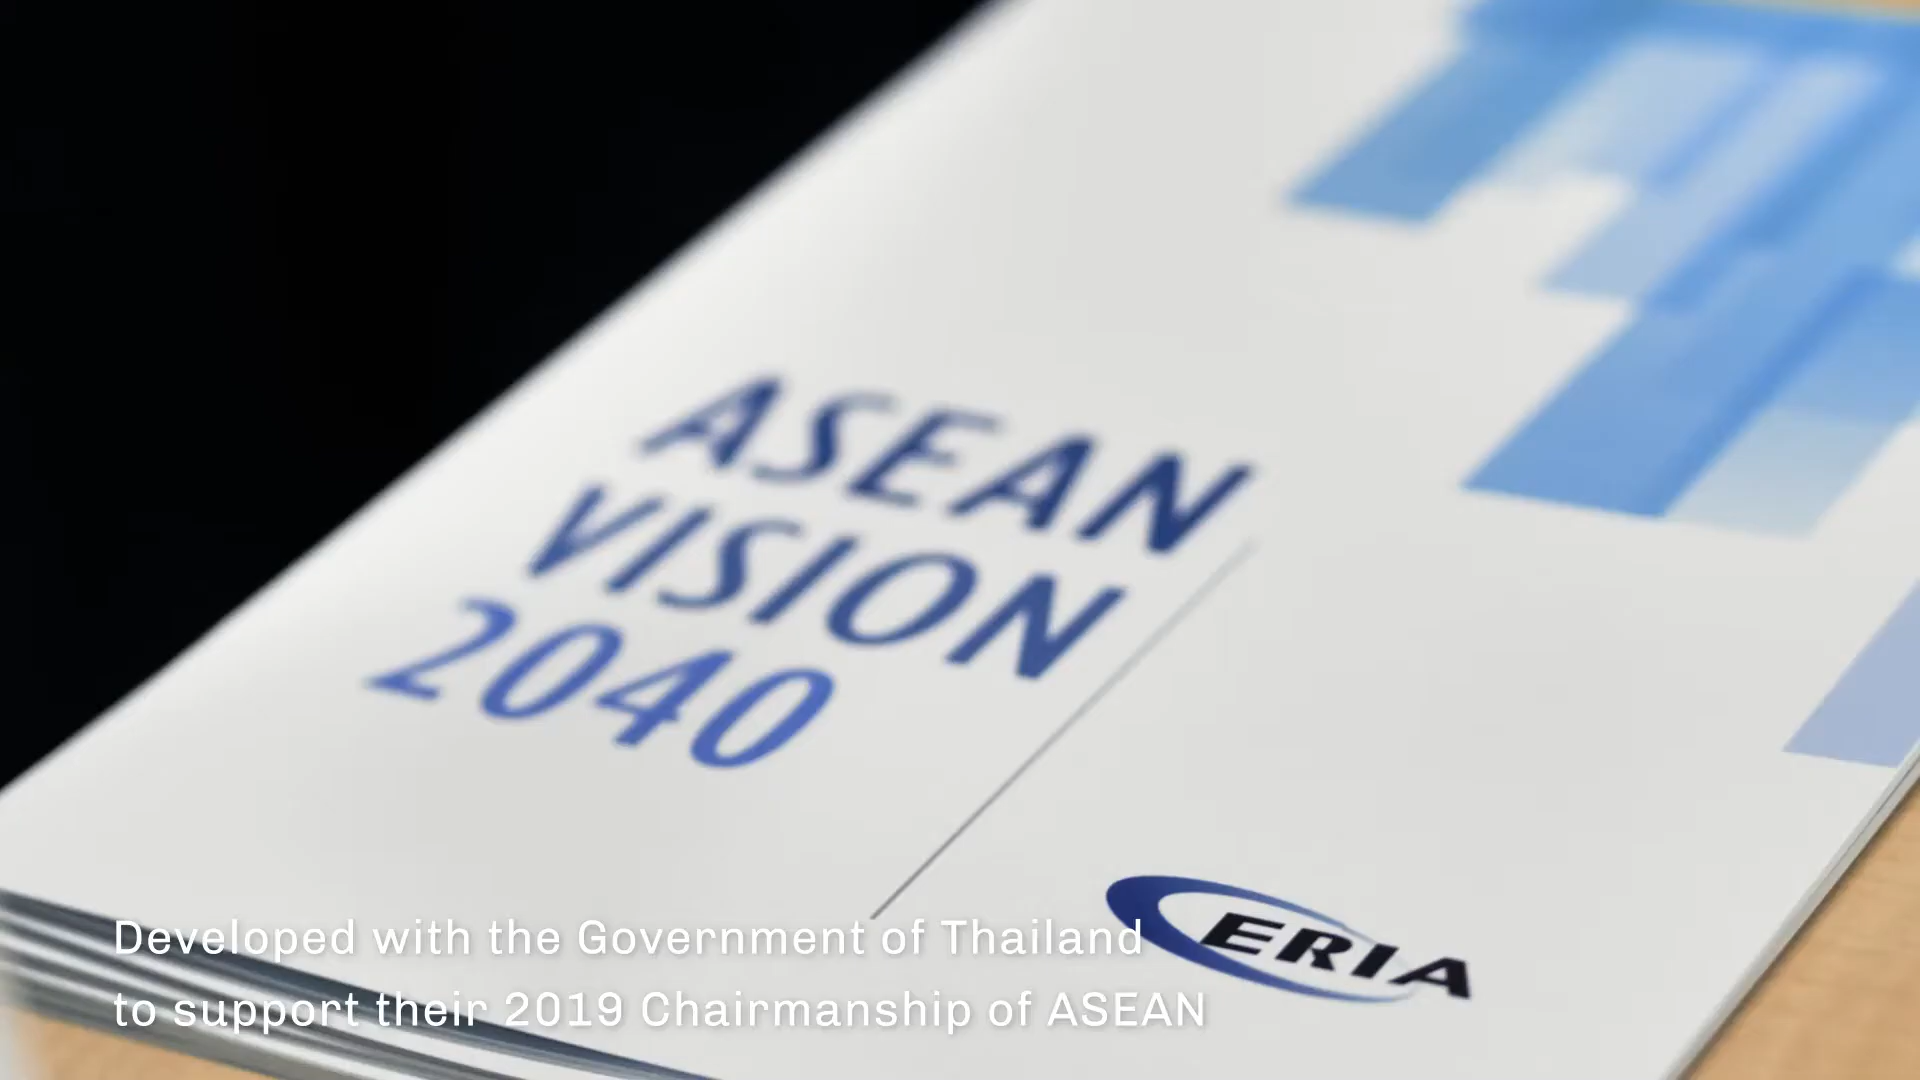 ASEAN
VISION
2040
ERIA
Developed with the Government of Thailand
to support their 2019 Chairmanship of ASEAN